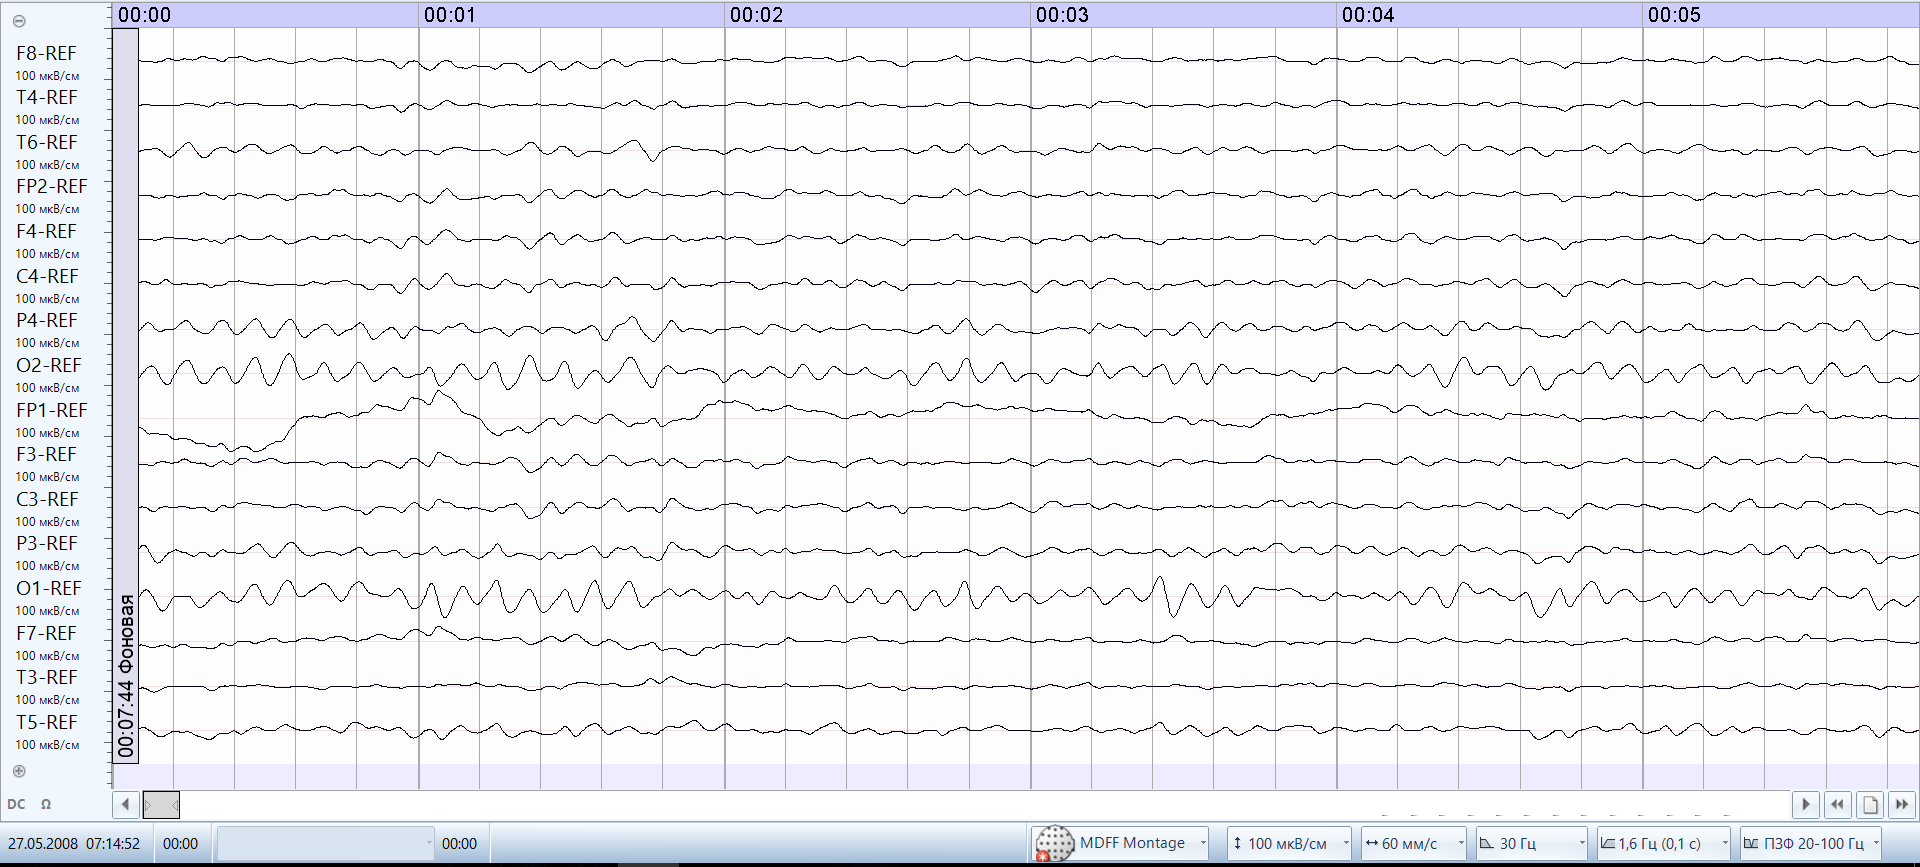 00:00 00:01 00:02 00:03 00:04 00:05
F8-REF
100 мкВ/см
T4-REF
100 мкВ/см
T6-REF
100 мкВ/см
FP2-REF
100 мкВ/см
F4-REF
100 мкВ/см
C4-REF
100 мкВ/см
P4-REF
100 мкВ/см
O2-REF
100 мкВ/см
FP1-REF
100 мкВ/см
F3-REF
100 мкВ/см
C3-REF
100 мкВ/см
P3-REF
100 мкВ/см
O1-REF
100 мкВ/см
F7-REF
100 мкВ/см
T3-REF
100 мкВ/см
T5-REF
100 мкВ/см
00:07:44 Фоновая
DC Ω
27.05.2008 07:14:52 00:00 00:00 MDFF Montage 100 мкВ/см 60 мм/с 30 Гц 1,6 Гц (0,1 с) ПЗФ 20-100 Гц